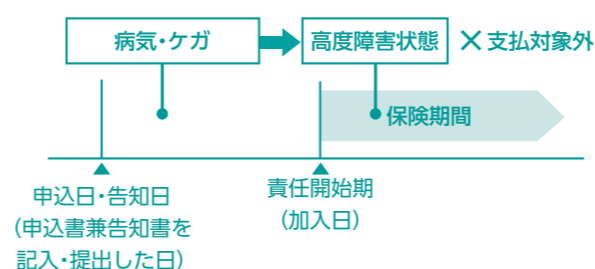 病気・ケガ
高度障害状態
×支払対象外
保険期間
申込日・告知日
(申込書兼告知書を
記入・提出した日)
責任開始期
(加入日)